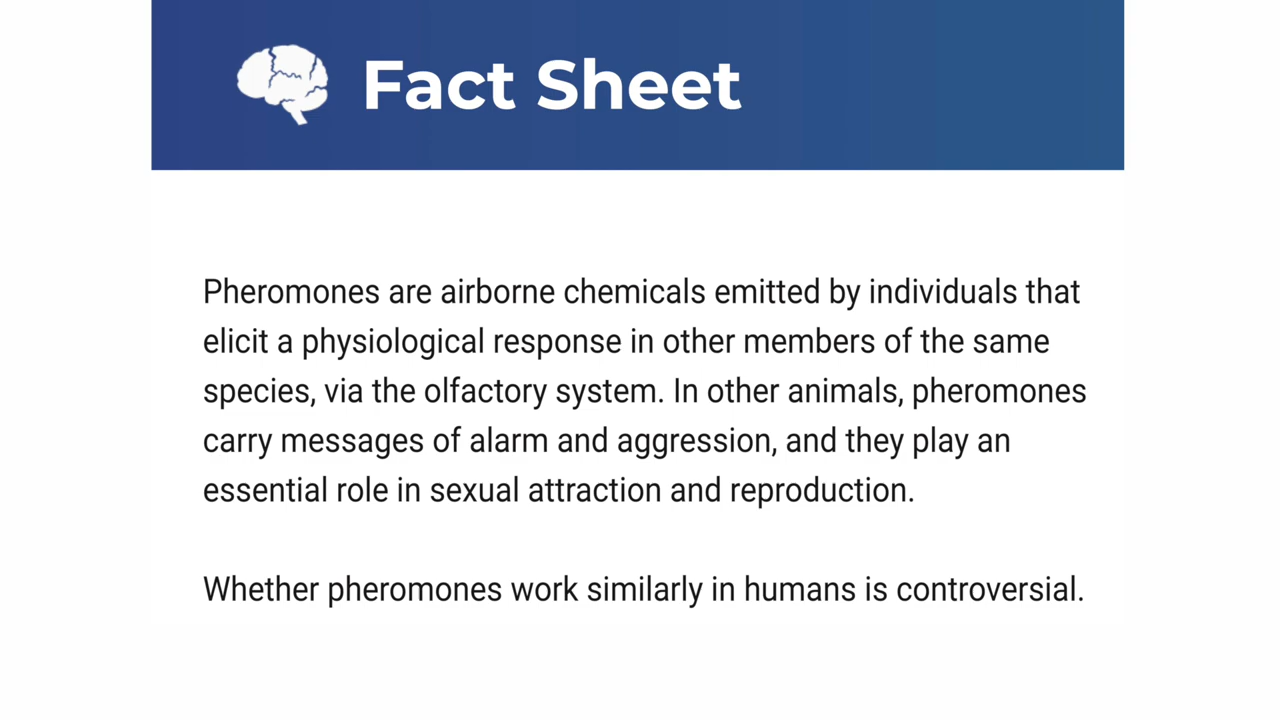 Fact Sheet
Pheromones are airborne chemicals emitted by individuals that
elicit a physiological response in other members of the same
species, via the olfactory system. In other animals, pheromones
carry messages of alarm and aggression, and they play an
essential role in sexual attraction and reproduction.
Whether pheromones work similarly in humans is controversial.